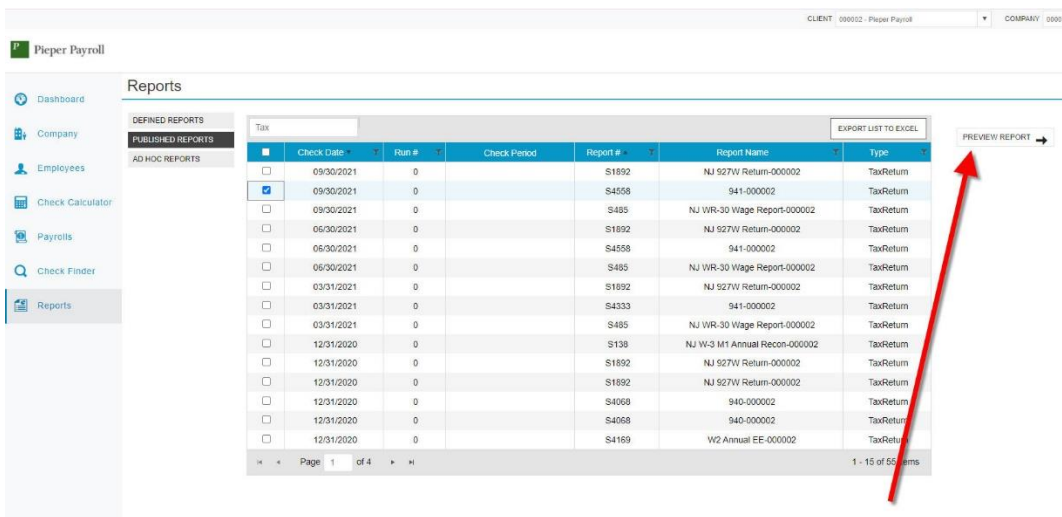 CLIENT 000002 - Pieper Payroll COMPANY 0000
P Pieper Payroll
Reports
Dashboard
Company
Employees
Check Calculator
Payrolls
Check Finder
Reports
DEFINED REPORTS
PUBLISHED REPORTS
AD HOC REPORTS
Tax EXPORT LIST TO EXCEL
PREVIEW REPORT
Check Date Run # Check Period Report # Report Name Type
09/30/2021 0 S1892 NJ 927W Return-000002 TaxReturn
09/30/2021 0 S4558 941-000002 TaxReturn
09/30/2021 0 S485 NJ WR-30 Wage Report-000002 TaxReturn
06/30/2021 0 S1892 NJ 927W Return-000002 TaxReturn
06/30/2021 0 S4558 941-000002 TaxReturn
06/30/2021 0 S485 NJ WR-30 Wage Report-000002 TaxReturn
03/31/2021 0 S1892 NJ 927W Return-000002 TaxReturn
03/31/2021 0 S4333 941-000002 TaxReturn
03/31/2021 0 S485 NJ WR-30 Wage Report-000002 TaxReturn
12/31/2020 0 S138 NJ W-3 M1 Annual Recon-000002 TaxReturn
12/31/2020 0 S1892 NJ 927W Return-000002 TaxReturn
12/31/2020 0 S1892 NJ 927W Return-000002 TaxReturn
12/31/2020 0 S4068 940-000002 TaxReturn
12/31/2020 0 S4068 940-000002 TaxReturn
12/31/2020 0 S4169 W2 Annual EE-000002 TaxReturn
Page 1 of 4 1 - 15 of 55 items